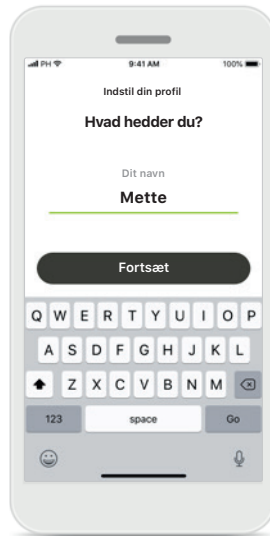 PH 9:41 AM 100%
Indstil din profil
Hvad hedder du?
Dit navn
Mette
Fortsæt
Q W E R T Y U I O P
A S D F G H J K L
Z X C V B N M
123 space Go